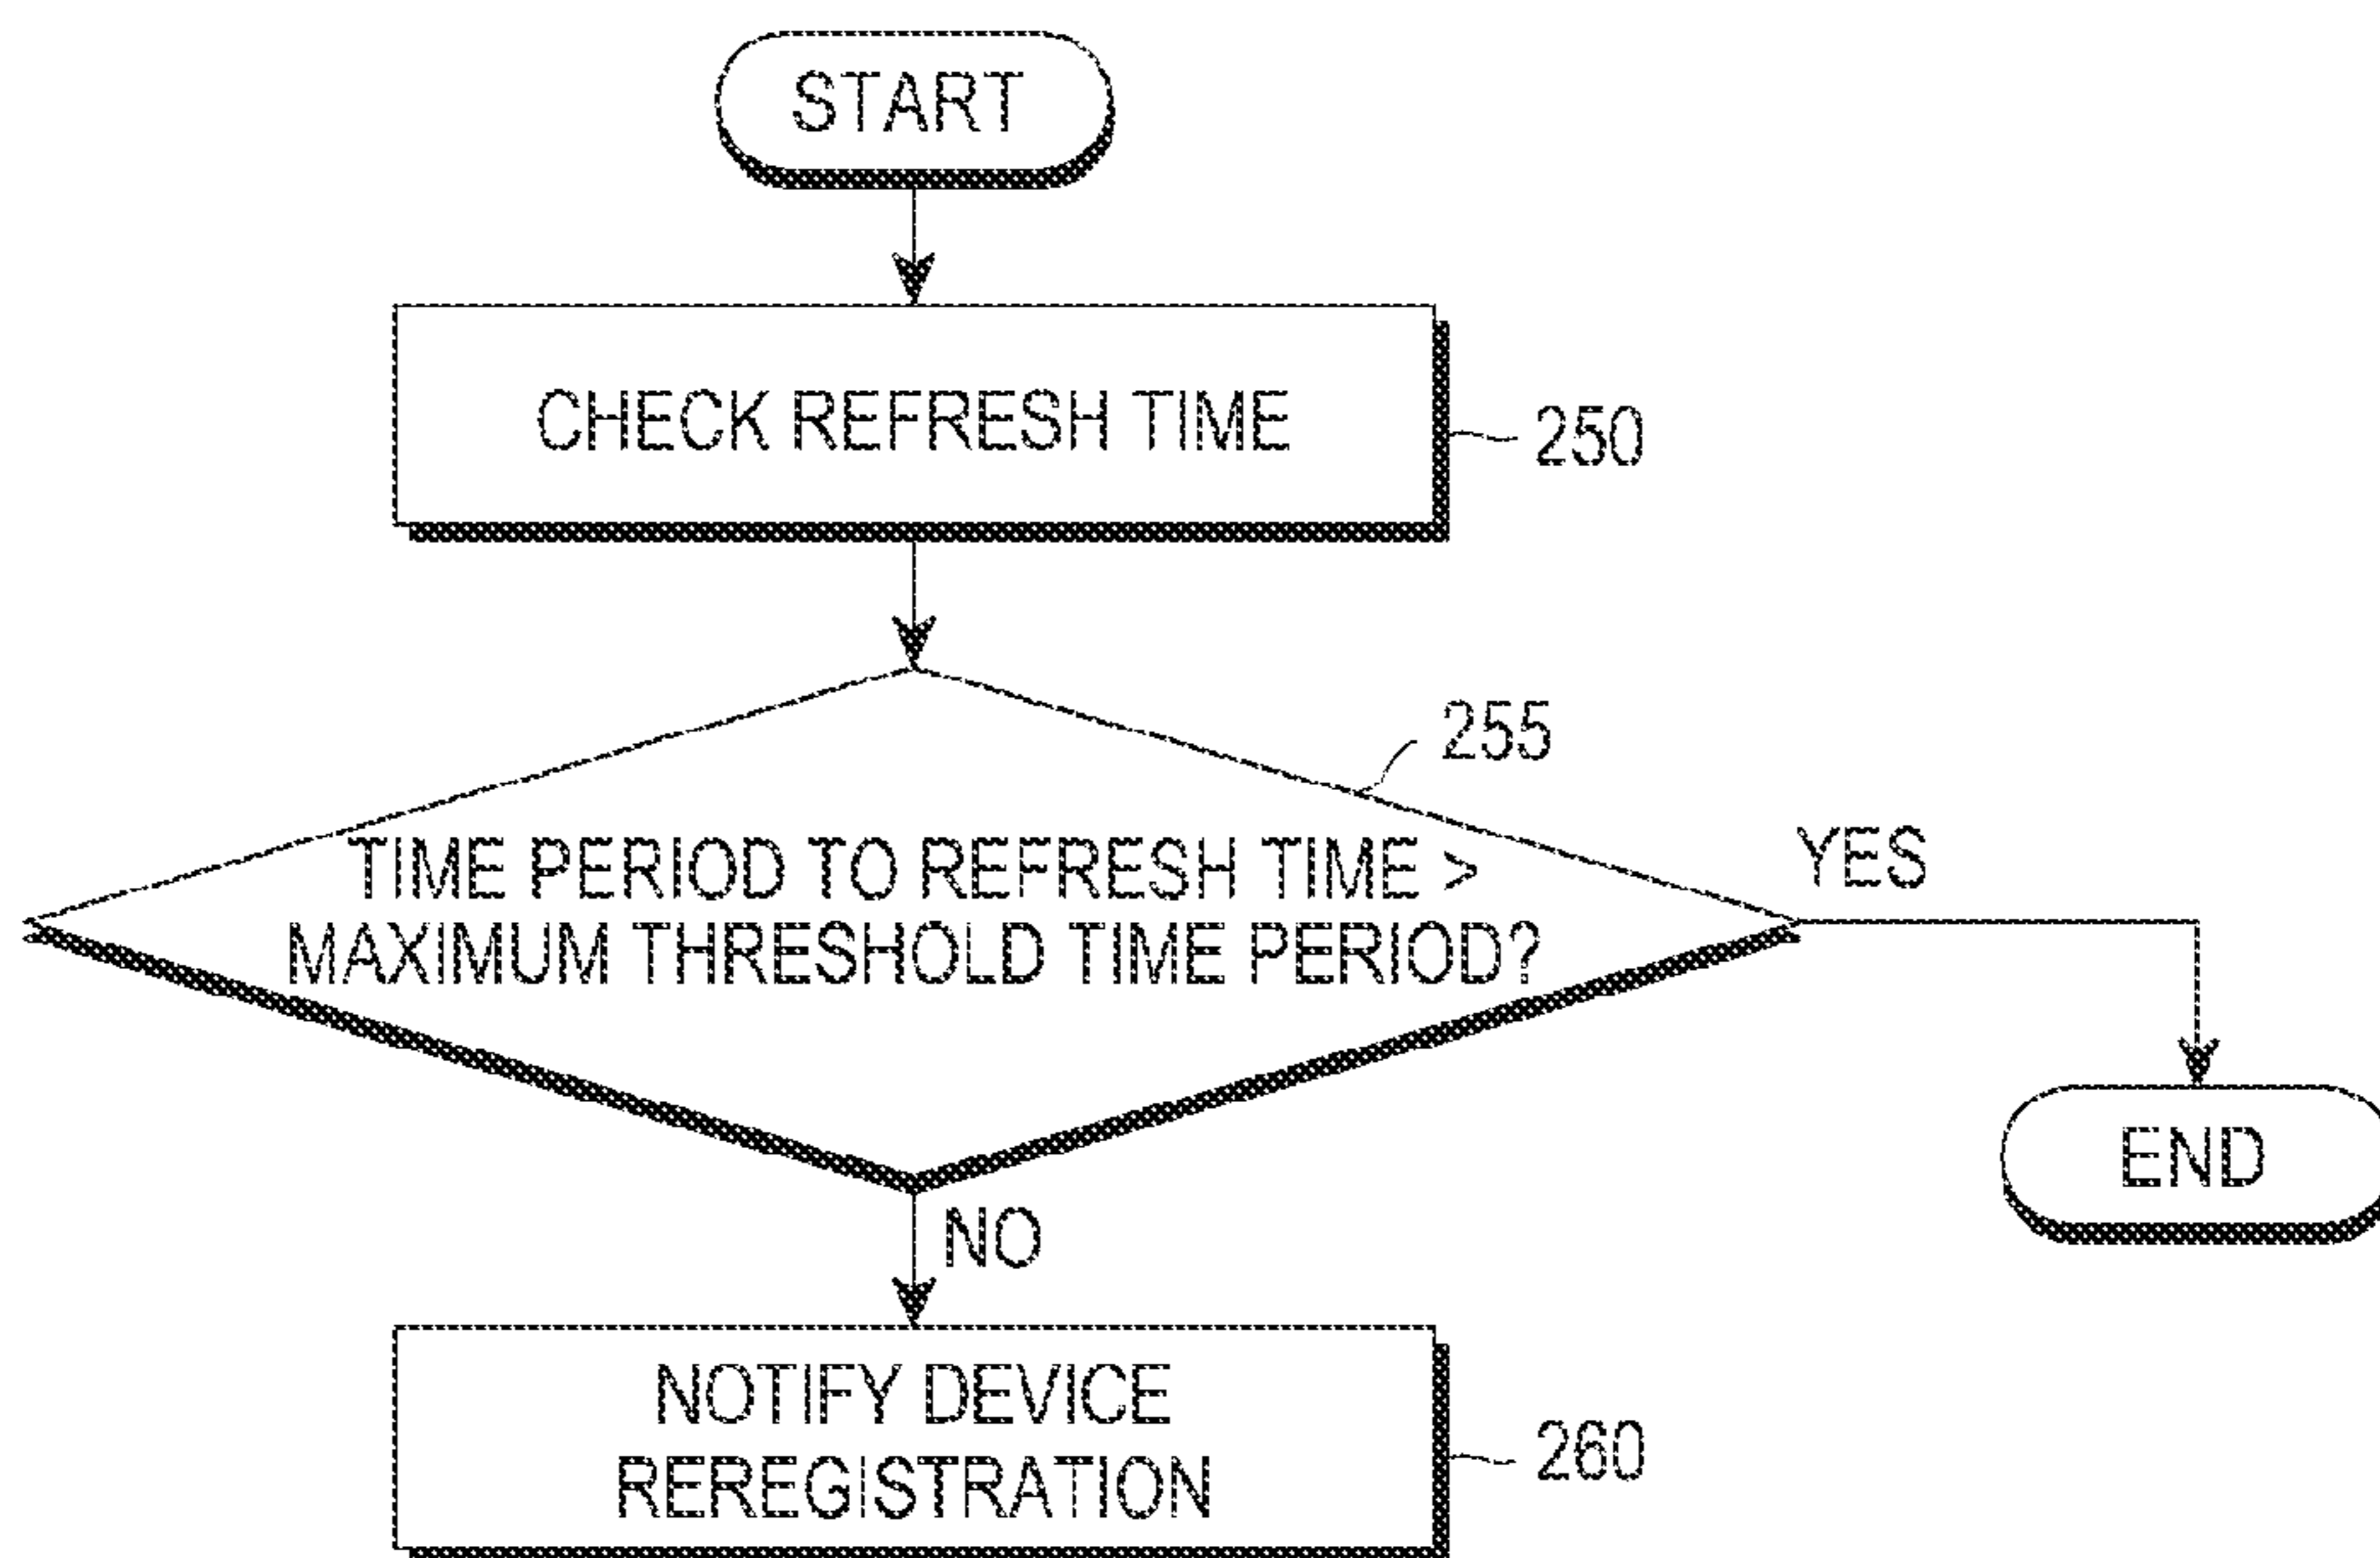 START
CHECK REFRESH TIME
250
255
TIME PERIOD TO REFRESH TIME >
MAXIMUM THRESHOLD TIME PERIOD?
YES
END
NO
NOTIFY DEVICE
REREGISTRATION
260